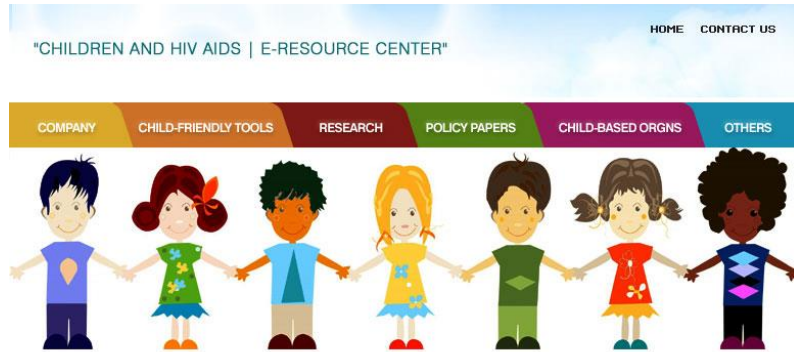 HOME CONTACT US
"CHILDREN AND HIV AIDS | E-RESOURCE CENTER"
COMPANY CHILD-FRIENDLY TOOLS RESEARCH POLICY PAPERS CHILD-BASED ORGNS OTHERS